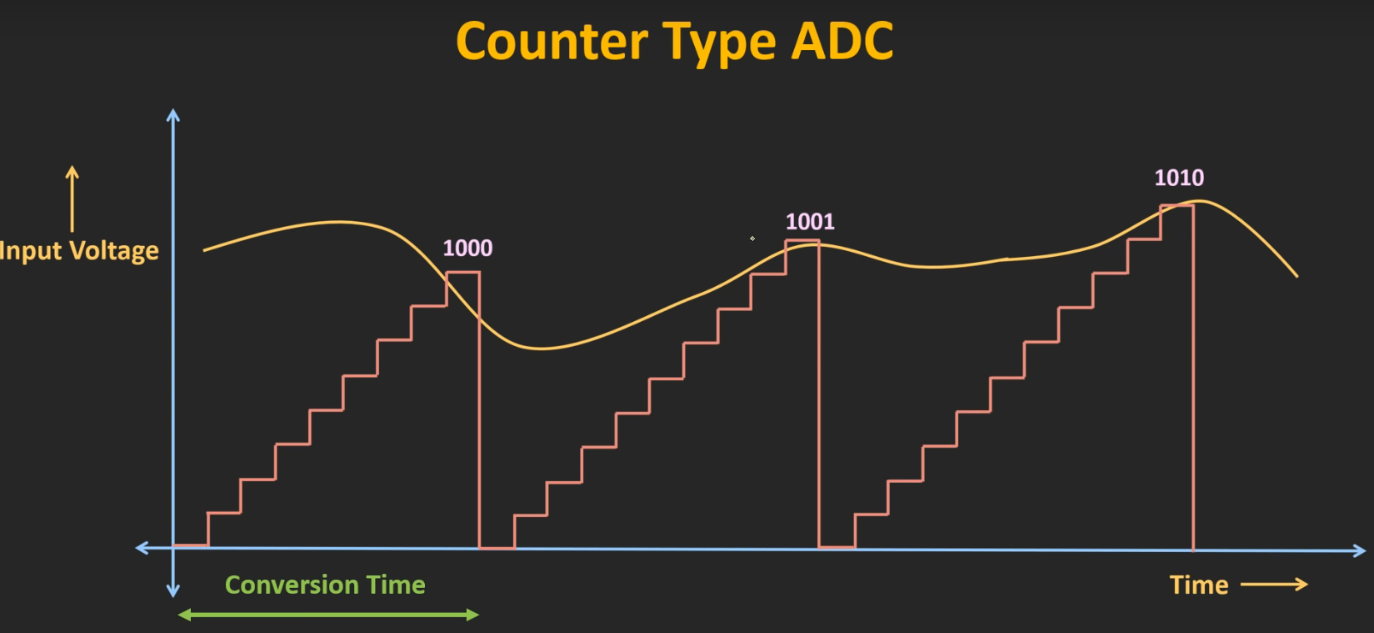 Counter Type ADC
1010
1001
1000
Input Voltage
Conversion Time
Time